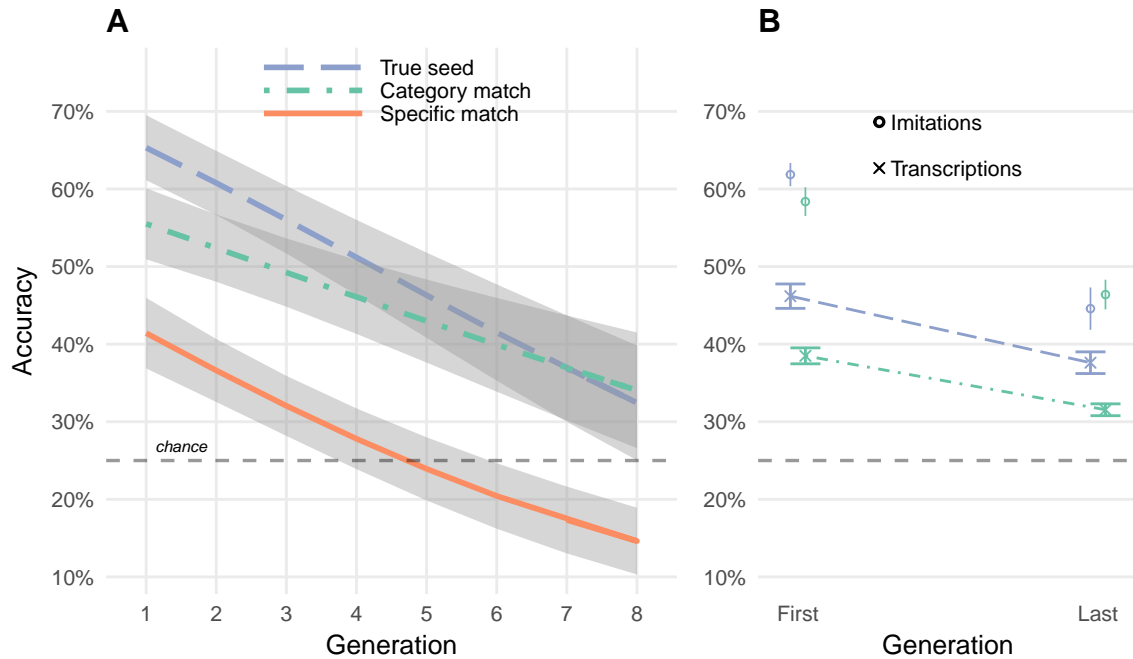 A
B
True seed
Category match
Specific match
Imitations
Transcriptions
Accuracy
70%
60%
50%
40%
30%
20%
10%
chance
1 2 3 4 5 6 7 8
Generation
70%
60%
50%
40%
30%
20%
10%
First Last
Generation